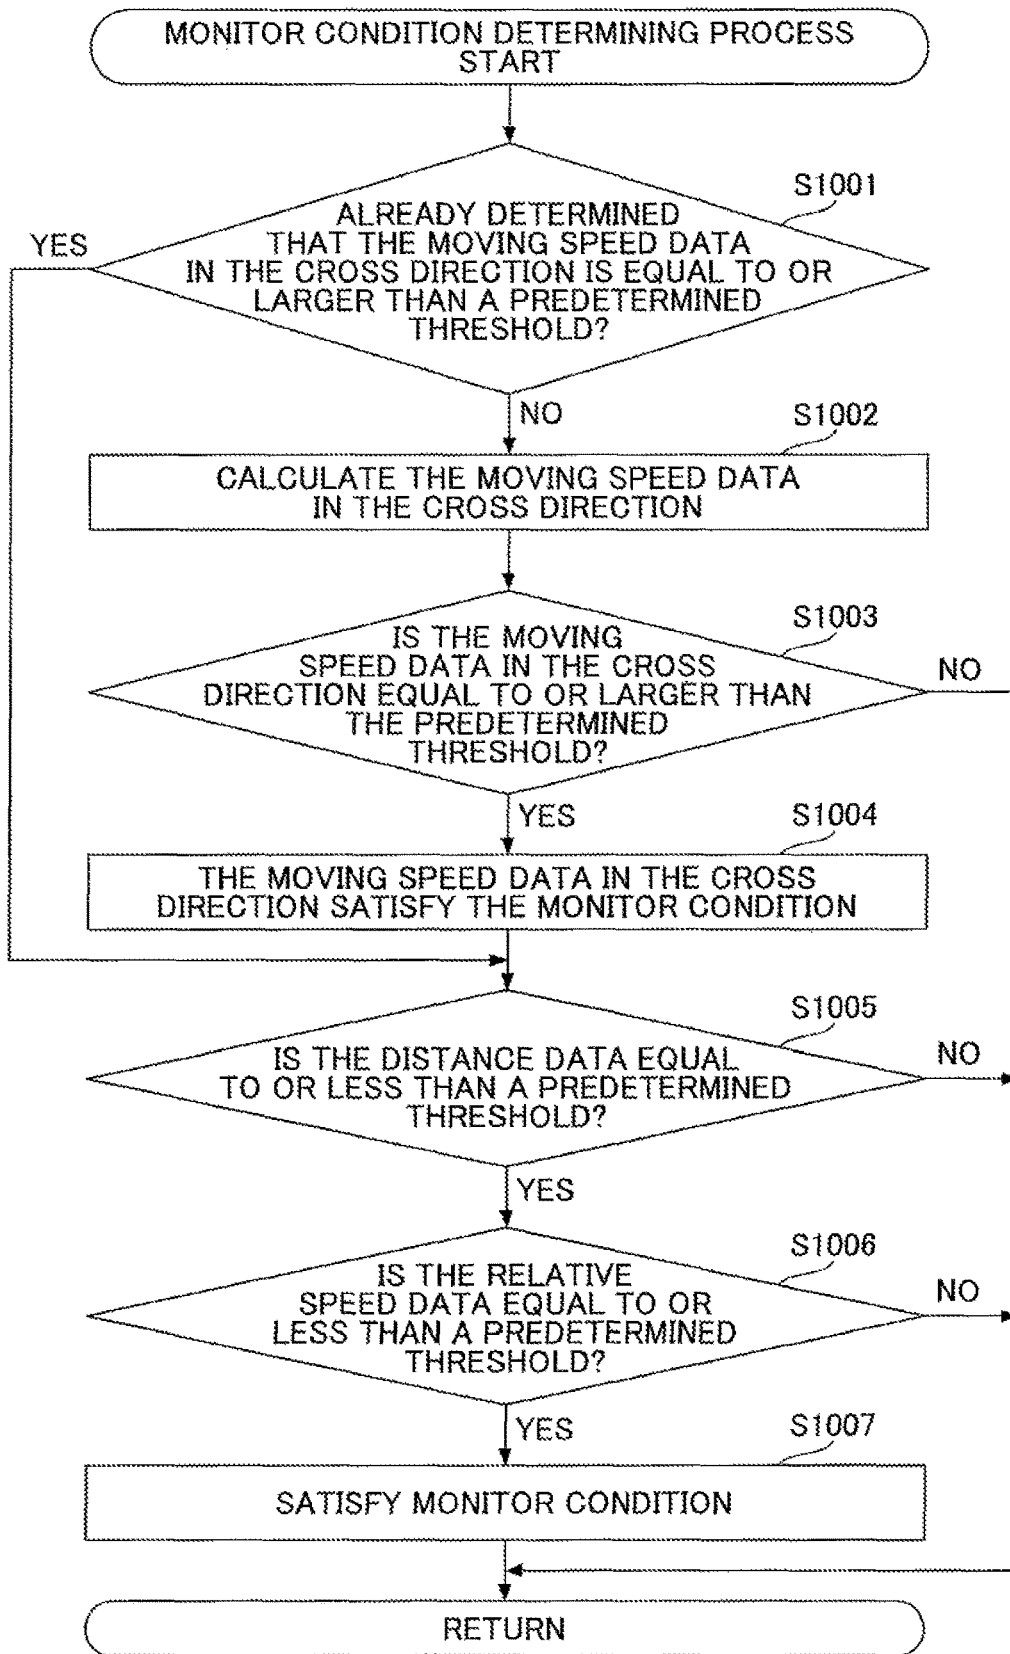 MONITOR CONDITION DETERMINING PROCESS
START
S1001
ALREADY DETERMINED
THAT THE MOVING SPEED DATA
IN THE CROSS DIRECTION IS EQUAL TO OR
LARGER THAN A PREDETERMINED
THRESHOLD?
YES
NO
S1002
CALCULATE THE MOVING SPEED DATA
IN THE CROSS DIRECTION
S1003
IS THE MOVING
SPEED DATA IN THE CROSS
DIRECTION EQUAL TO OR LARGER THAN
THE PREDETERMINED
THRESHOLD?
NO
YES
S1004
THE MOVING SPEED DATA IN THE CROSS
DIRECTION SATISFY THE MONITOR CONDITION
S1005
IS THE DISTANCE DATA EQUAL
TO OR LESS THAN A PREDETERMINED
THRESHOLD?
NO
YES
S1006
IS THE RELATIVE
SPEED DATA EQUAL TO OR
LESS THAN A PREDETERMINED
THRESHOLD?
NO
YES
S1007
SATISFY MONITOR CONDITION
RETURN